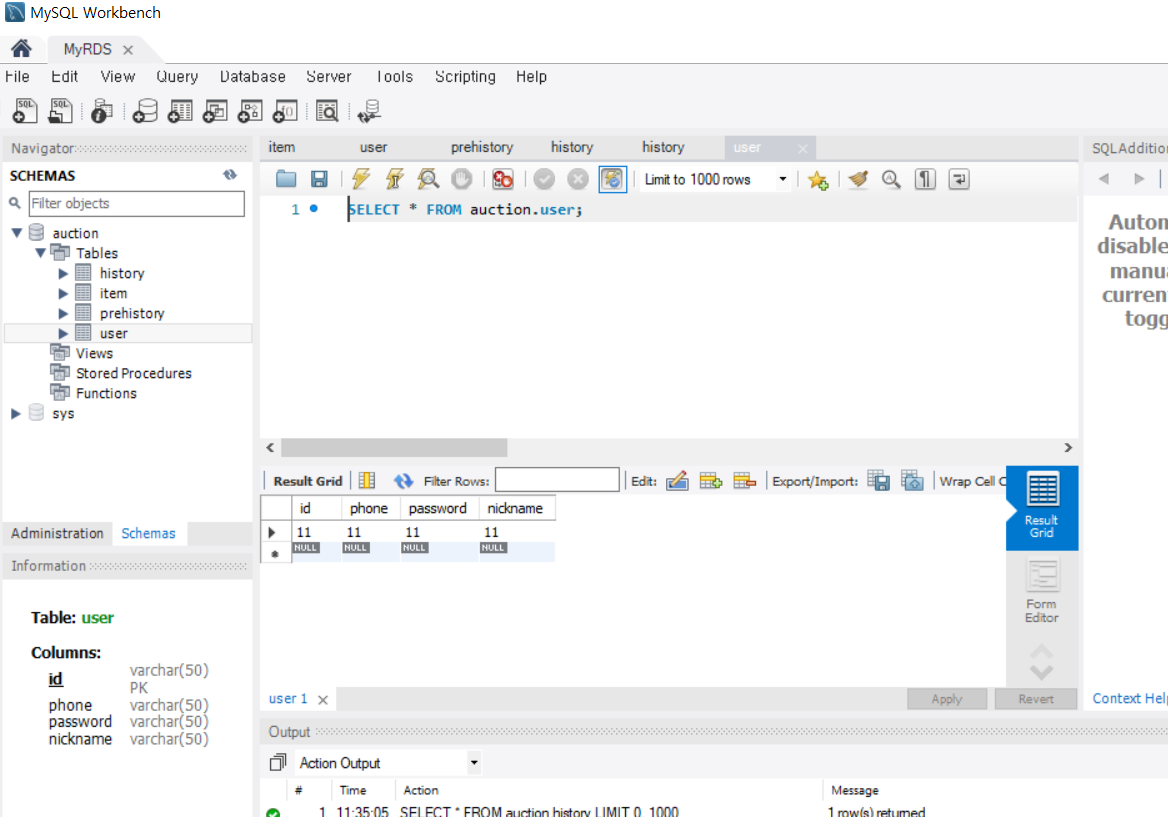 MySQL Workbench
MyRDS
File Edit View Query Database Server Tools Scripting Help
Navigator
item user prehistory history history user
SQLAddition
SCHEMAS
Limit to 1000 rows
Filter objects
1 SELECT * FROM auction.user;
auction
Tables
history
item
prehistory
user
Views
Stored Procedures
Functions
sys
Autom
disable
manua
current
togg
Result Grid Filter Rows: Edit: Export/Import: Wrap Cell C
id phone password nickname
11 11 11 11
NULL NULL NULL NULL
Result
Grid
Form
Editor
Administration Schemas
Information
Table: user
Columns:
id varchar(50)
PK
phone varchar(50)
password varchar(50)
nickname varchar(50)
user 1
Apply Revert
Context Help
Output
Action Output
# Time Action Message
1 11:35:05 SELECT * FROM auction.history LIMIT 0, 1000 1 row(s) returned